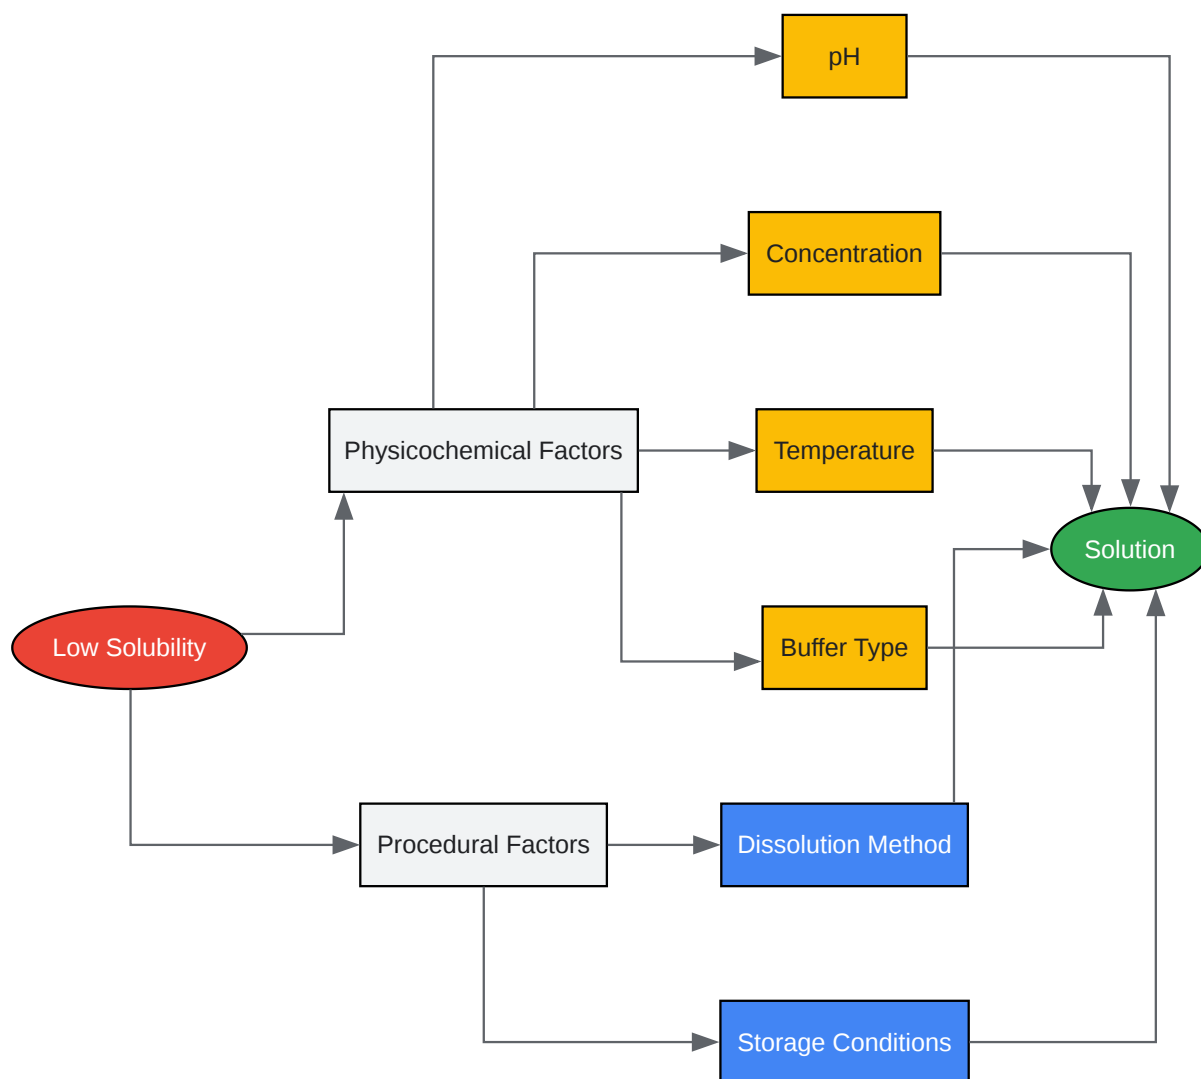 pH
Concentration
Physicochemical Factors
Temperature
Solution
Low Solubility
Buffer Type
Procedural Factors
Dissolution Method
Storage Conditions